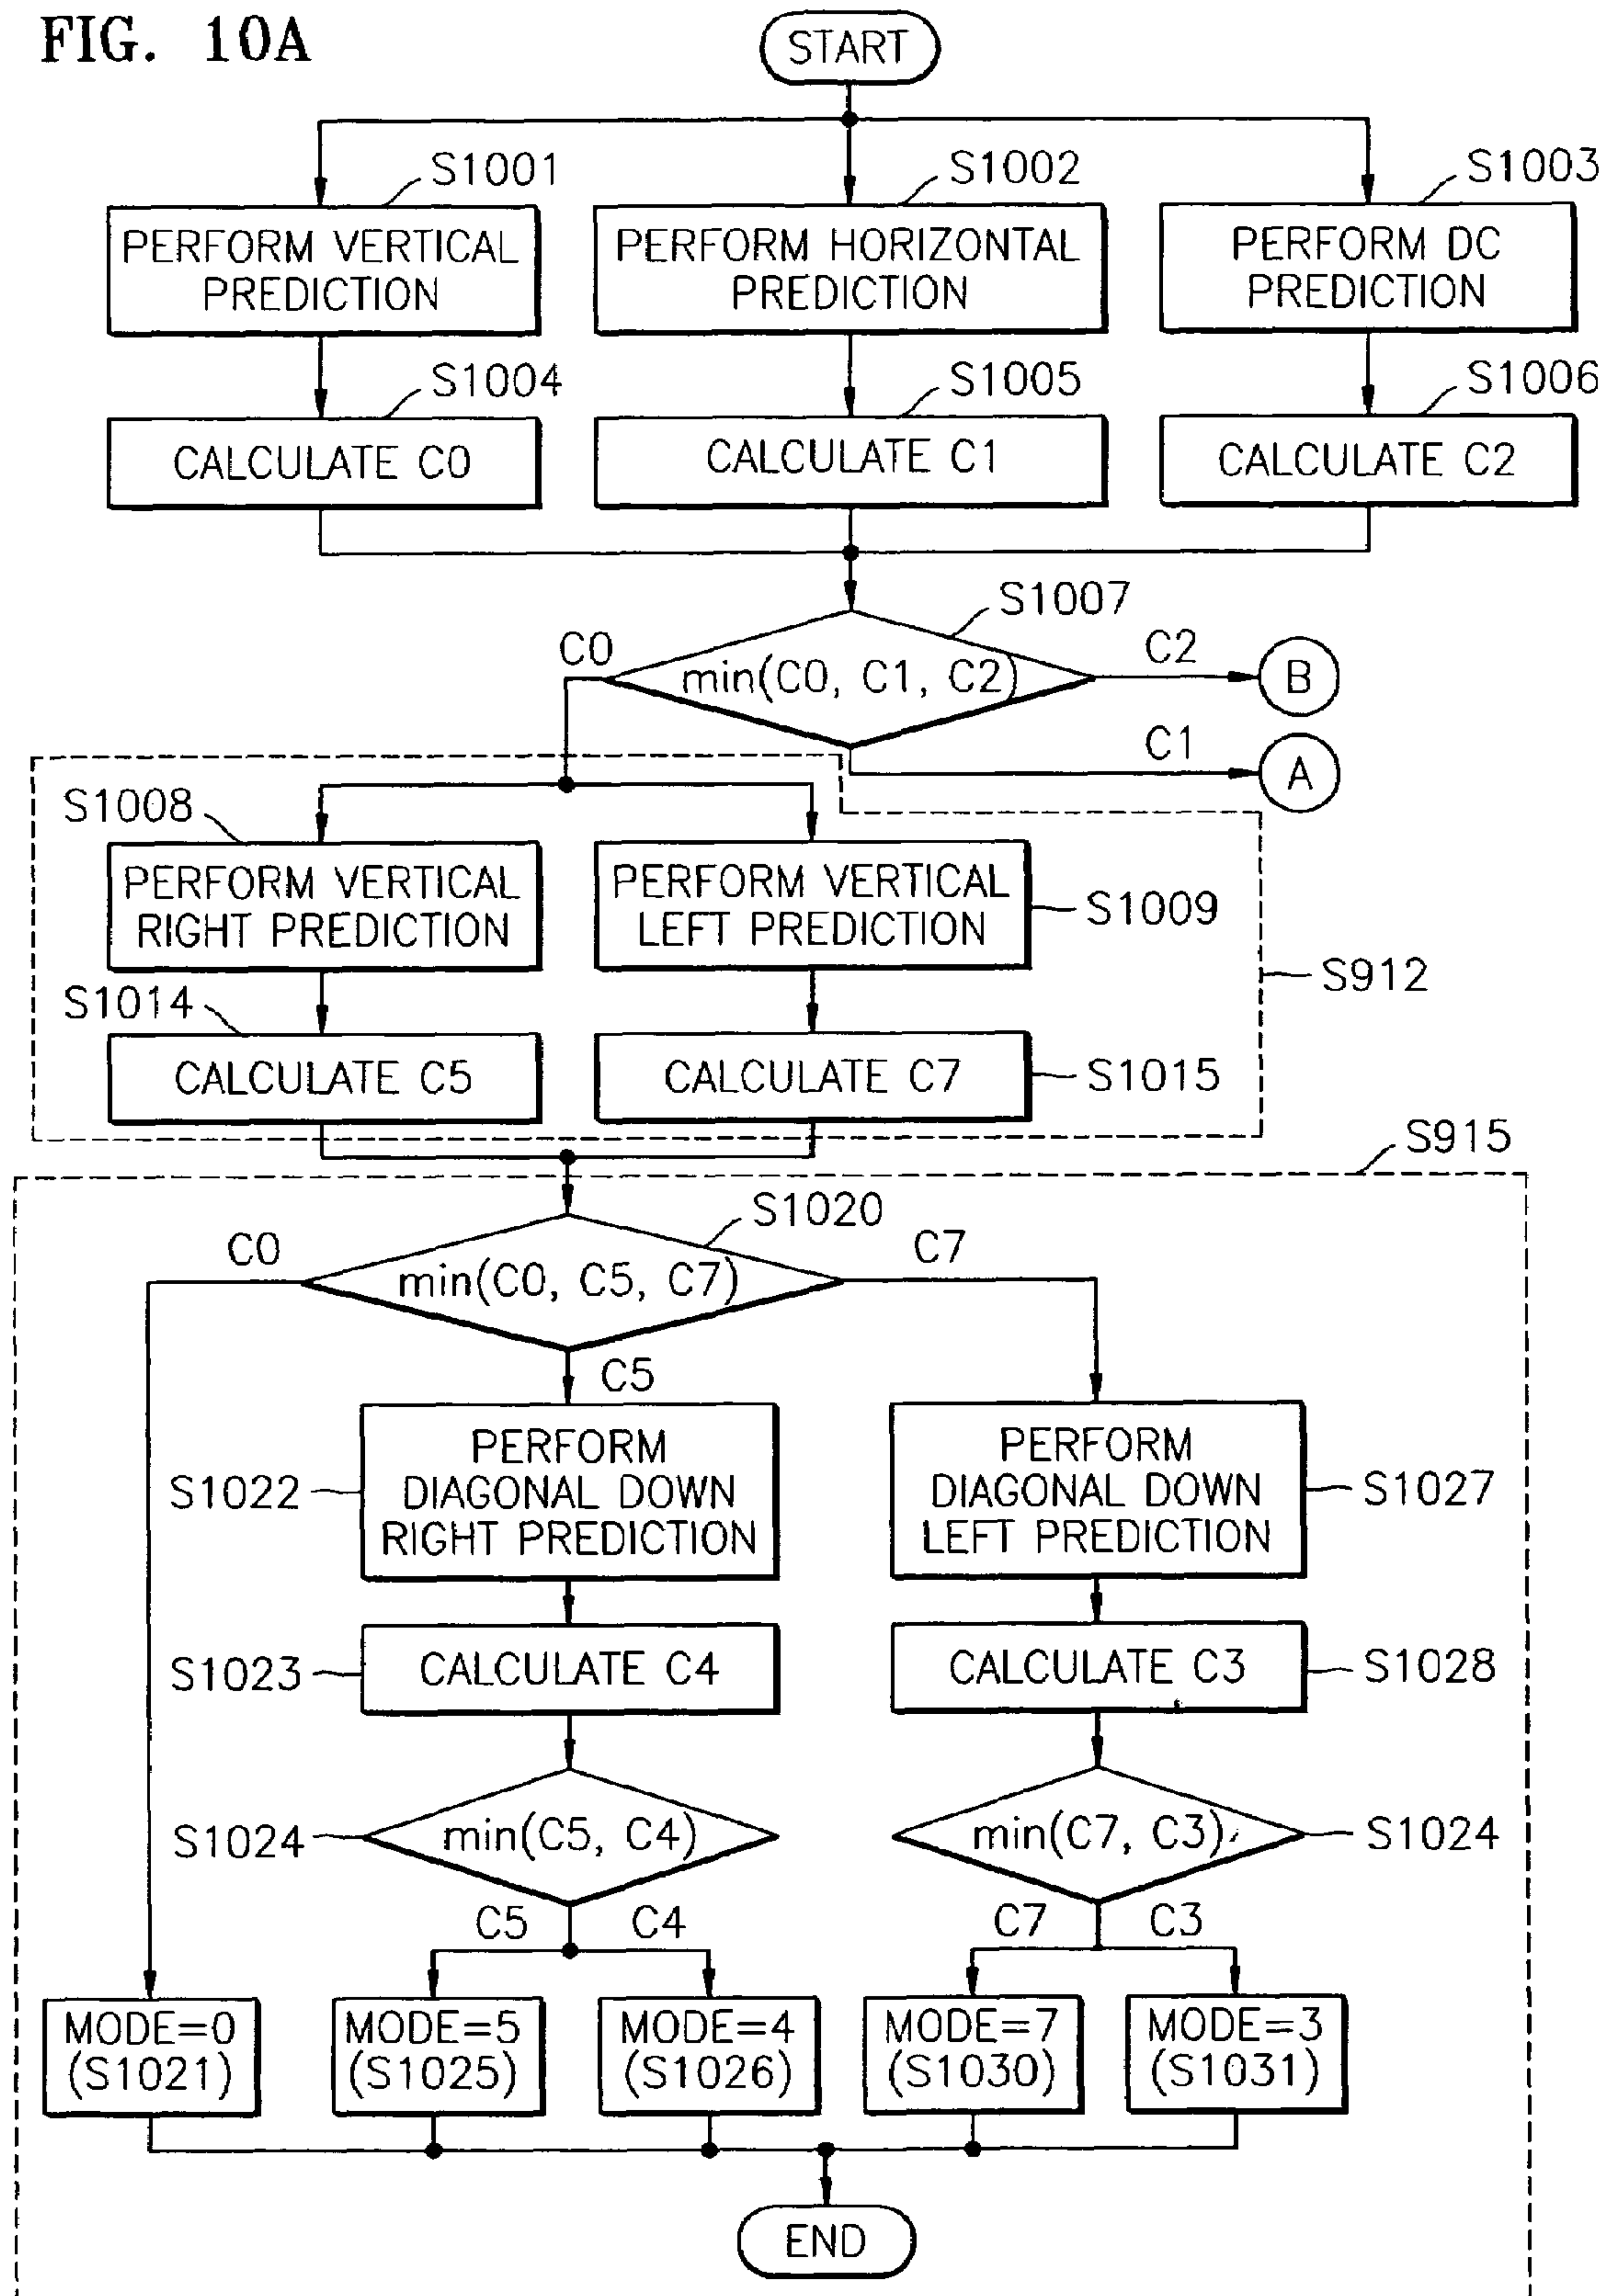 FIG. 10A
START
S1001
S1002
S1003
PERFORM VERTICAL
PREDICTION
PERFORM HORIZONTAL
PREDICTION
PERFORM DC
PREDICTION
S1004
S1005
S1006
CALCULATE C0
CALCULATE C1
CALCULATE C2
S1007
C0
min(C0, C1, C2)
C2
B
C1
A
S1008
PERFORM VERTICAL
RIGHT PREDICTION
PERFORM VERTICAL
LEFT PREDICTION
S1009
S912
S1014
CALCULATE C5
CALCULATE C7
S1015
S915
S1020
C0
min(C0, C5, C7)
C7
C5
S1022
PERFORM
DIAGONAL DOWN
RIGHT PREDICTION
PERFORM
DIAGONAL DOWN
LEFT PREDICTION
S1027
S1023
CALCULATE C4
CALCULATE C3
S1028
S1024
min(C5, C4)
min(C7, C3)
S1024
C5
C4
C7
C3
MODE=0
(S1021)
MODE=5
(S1025)
MODE=4
(S1026)
MODE=7
(S1030)
MODE=3
(S1031)
END